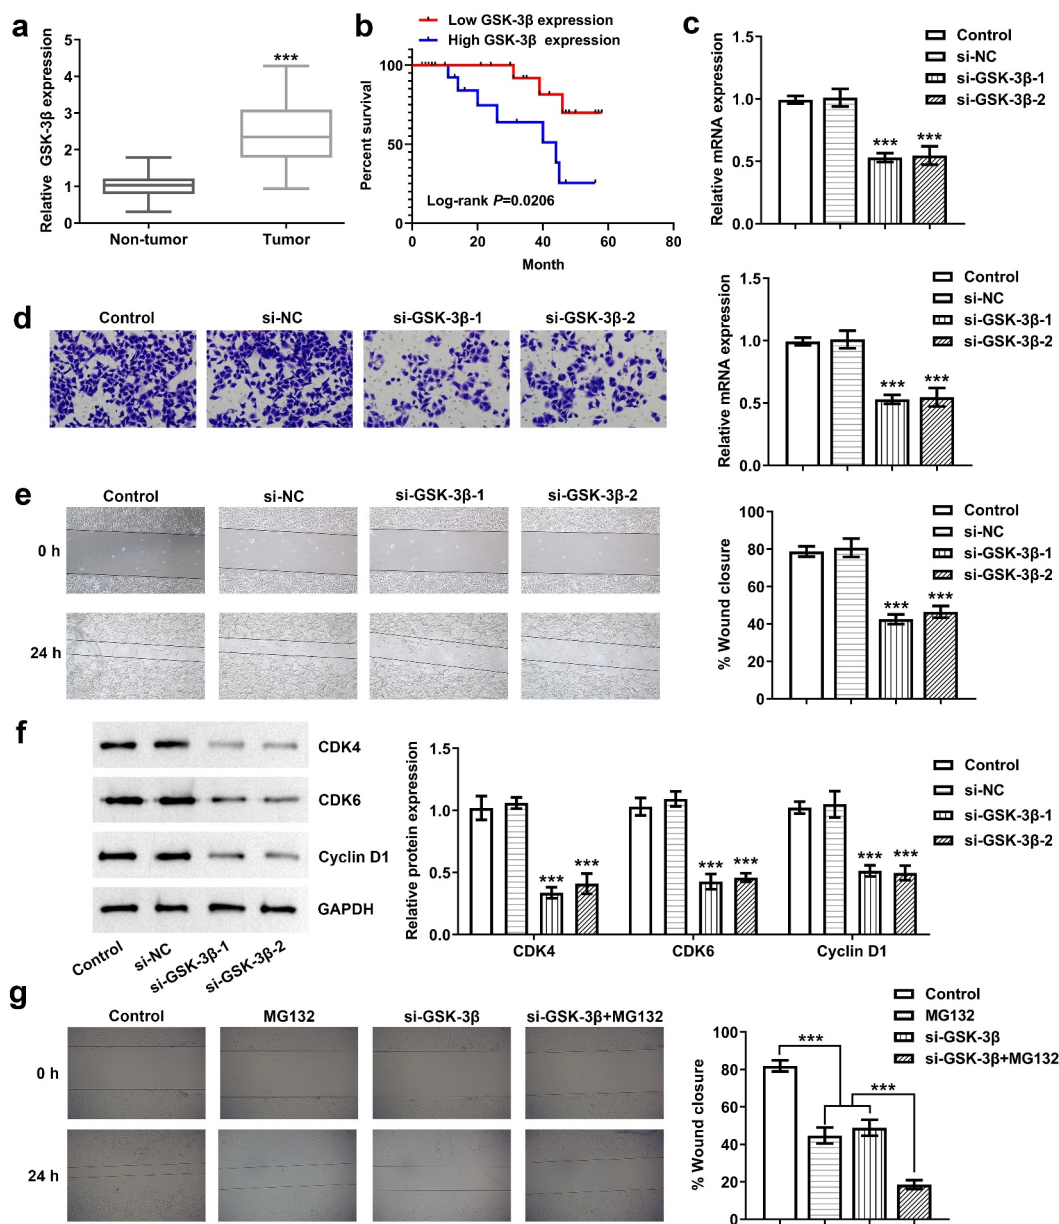 a
Relative GSK-3β expression
5
4
3
2
1
0
***
Non-tumor
Tumor
b
Low GSK-3β expression
High GSK-3β expression
Percent survival
100
50
0
Log-rank P=0.0206
0
20
40
60
80
Month
c
Relative mRNA expression
1.5
1.0
0.5
0.0
***
***
Control
si-NC
si-GSK-3β-1
si-GSK-3β-2
d
Control
si-NC
si-GSK-3β-1
si-GSK-3β-2
Relative mRNA expression
1.5
1.0
0.5
0.0
***
***
Control
si-NC
si-GSK-3β-1
si-GSK-3β-2
e
Control
si-NC
si-GSK-3β-1
si-GSK-3β-2
0 h
24 h
% Wound closure
100
80
60
40
20
0
***
***
Control
si-NC
si-GSK-3β-1
si-GSK-3β-2
f
CDK4
CDK6
Cyclin D1
GAPDH
Control
si-NC
si-GSK-3β-1
si-GSK-3β-2
Relative protein expression
1.5
1.0
0.5
0.0
***
***
***
***
***
***
CDK4
CDK6
Cyclin D1
Control
si-NC
si-GSK-3β-1
si-GSK-3β-2
g
Control
MG132
si-GSK-3β
si-GSK-3β+MG132
0 h
24 h
% Wound closure
100
80
60
40
20
0
***
***
Control
MG132
si-GSK-3β
si-GSK-3β+MG132